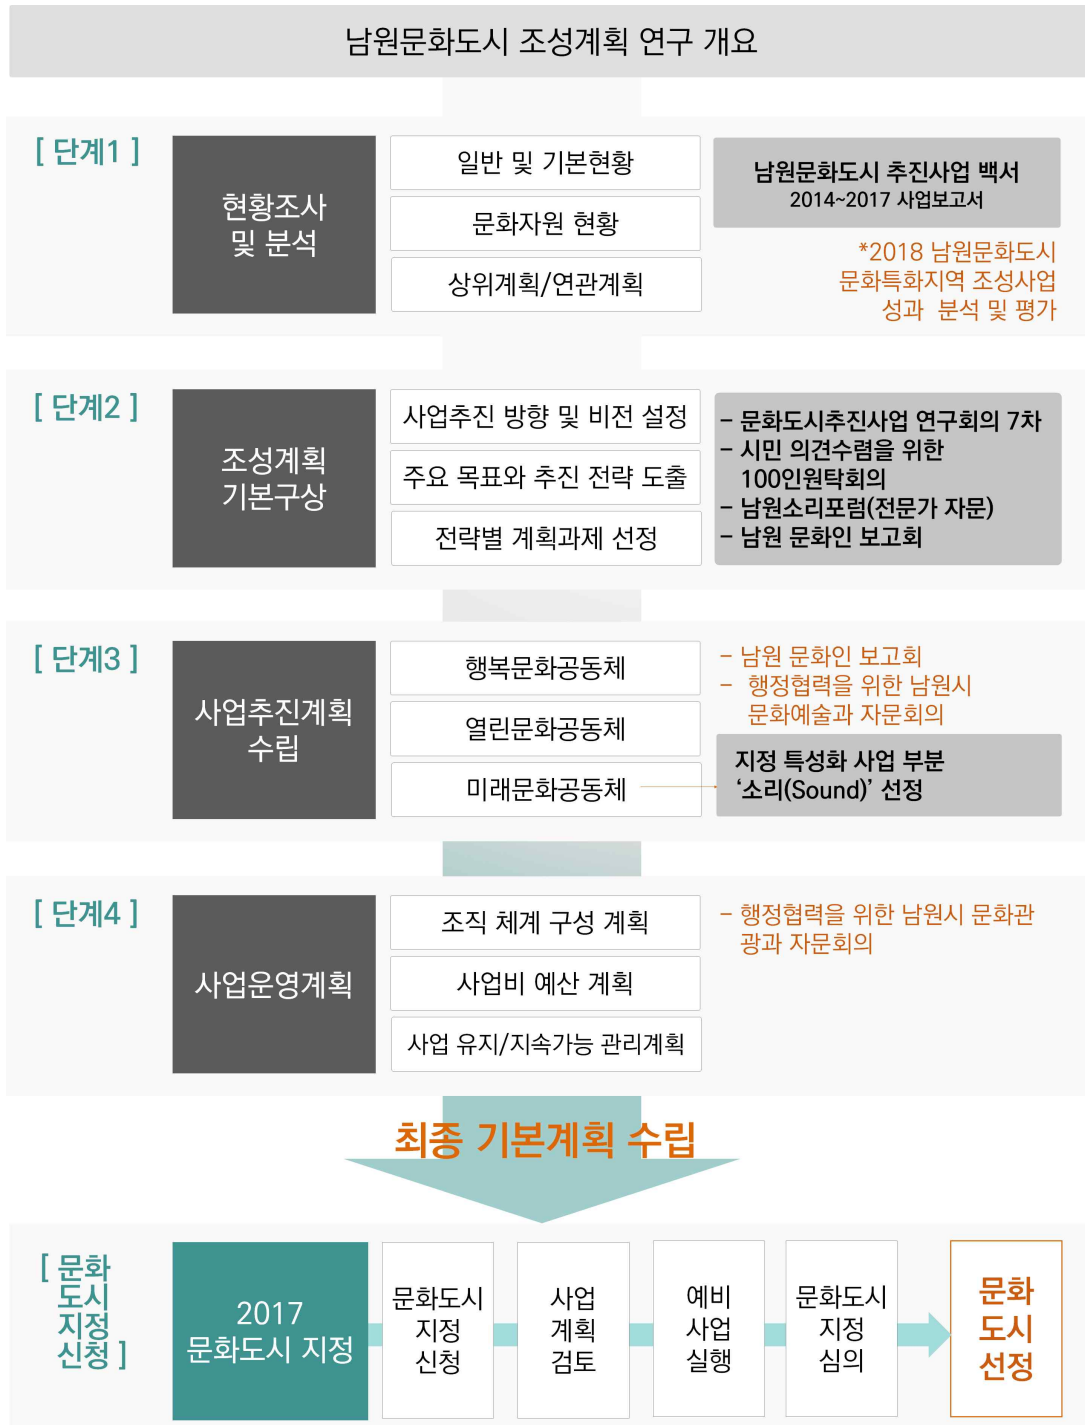 남원문화도시 조성계획 연구 개요
[ 단계1 ]
현황조사
및 분석
일반 및 기본현황
문화자원 현황
상위계획/연관계획
남원문화도시 추진사업 백서
2014~2017 사업보고서
*2018 남원문화도시
문화특화지역 조성사업
성과 분석 및 평가
[ 단계2 ]
조성계획
기본구상
사업추진 방향 및 비전 설정
주요 목표와 추진 전략 도출
전략별 계획과제 선정
– 문화도시추진사업 연구회의 7차
– 시민 의견수렴을 위한
100인원탁회의
– 남원소리포럼(전문가 자문)
– 남원 문화인 보고회
[ 단계3 ]
사업추진계획
수립
행복문화공동체
열린문화공동체
미래문화공동체
– 남원 문화인 보고회
– 행정협력을 위한 남원시
문화예술과 자문회의
지정 특성화 사업 부분
‘소리(Sound)’ 선정
[ 단계4 ]
사업운영계획
조직 체계 구성 계획
사업비 예산 계획
사업 유지/지속가능 관리계획
– 행정협력을 위한 남원시 문화관
광과 자문회의
최종 기본계획 수립
[ 문화
도시
지정
신청 ]
2017
문화도시 지정
문화도시
지정
신청
사업
계획
검토
예비
사업
실행
문화도시
지정
심의
문화
도시
선정